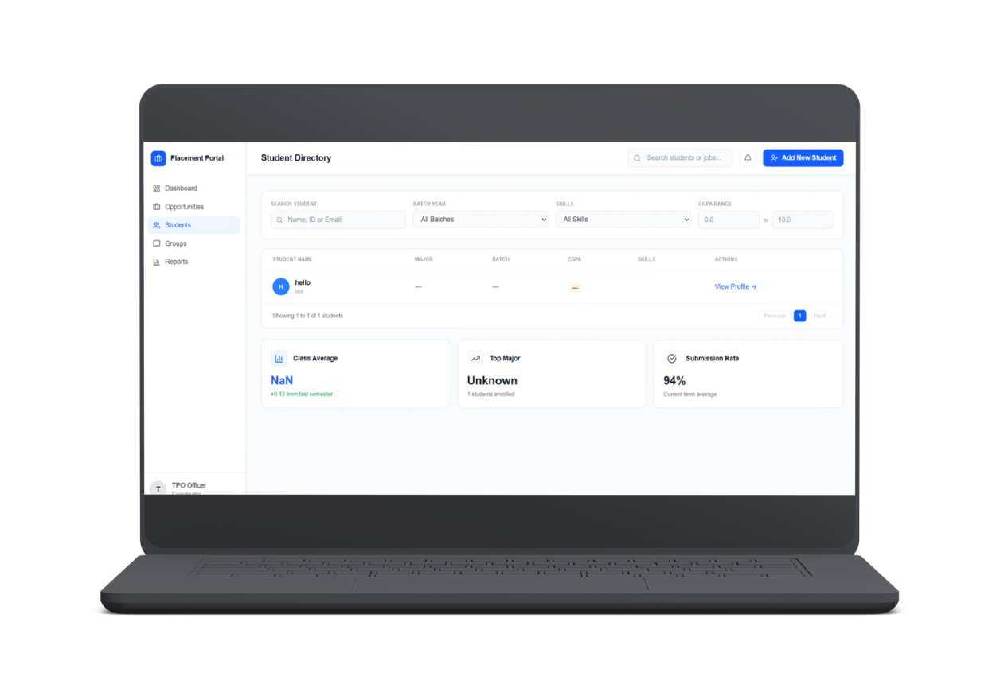 Placement Portal
Student Directory
Search students or jobs...
Add New Student
Dashboard
Opportunities
Students
Groups
Reports
SEARCH STUDENT
BATCH YEAR
SKILLS
CGPA RANGE
Name, ID or Email
All Batches
All Skills
0.0 to 10.0
STUDENT NAME MAJOR BATCH CGPA SKILLS ACTIONS
H hello — — — View Profile →
test
Showing 1 to 1 of 1 students
Previous 1 Next
Class Average
NaN
+0.12 from last semester
Top Major
Unknown
1 students enrolled
Submission Rate
94%
Current term average
T TPO Officer